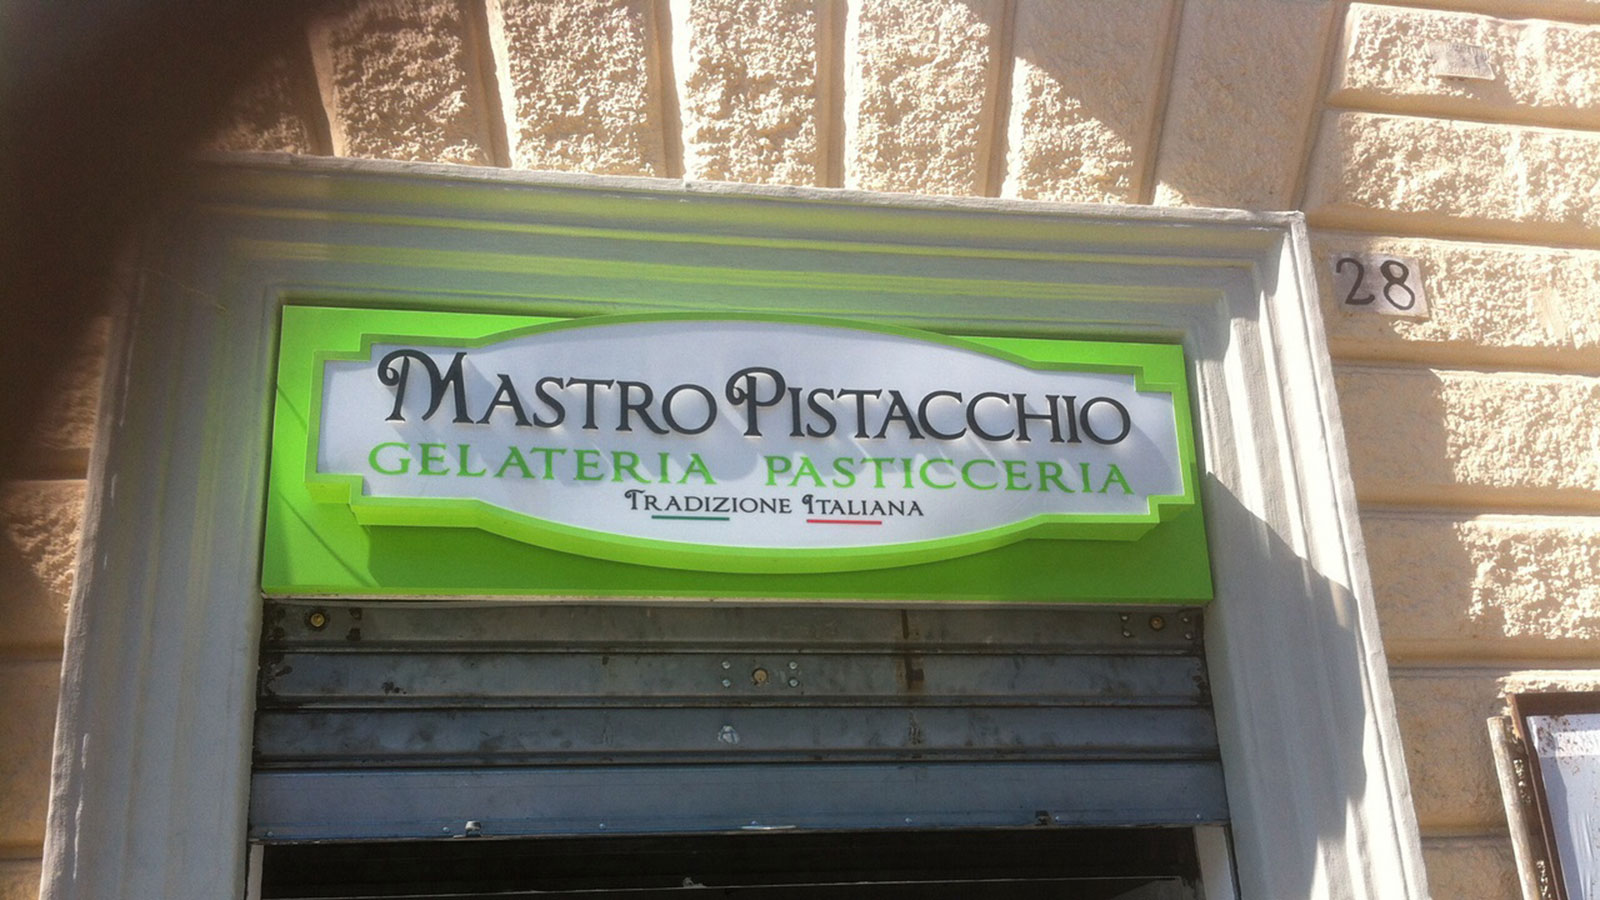 Mastro Pistacchio
GELATERIA PASTICCERIA
Tradizione Italiana
28